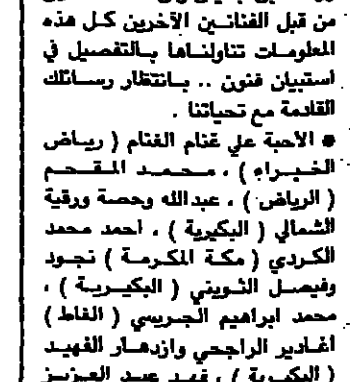 من قبل الفنانين الآخرين كل هذه
المعلومات تناولناها بالتفصيل في
استبيان فنون .. بانتظار رسائلك
القادمة مع تحياتنا .
● الأحبة علي غنام الغنام ( رياض
الخبراء ) ، محمد المقحم
( الرياض ) ، عبدالله وحصة ورقية
الشمالي ( البكيرية ) ، احمد محمد
الكردي ( مكة المكرمة ) نجود
وفيصل الثويني ( البكيرية ) ،
محمد ابراهيم الجريسي ( الغاط )
أغادير الراجحي وازدهار الفهيد
( البكيرية ) ، فهد عبد العزيز